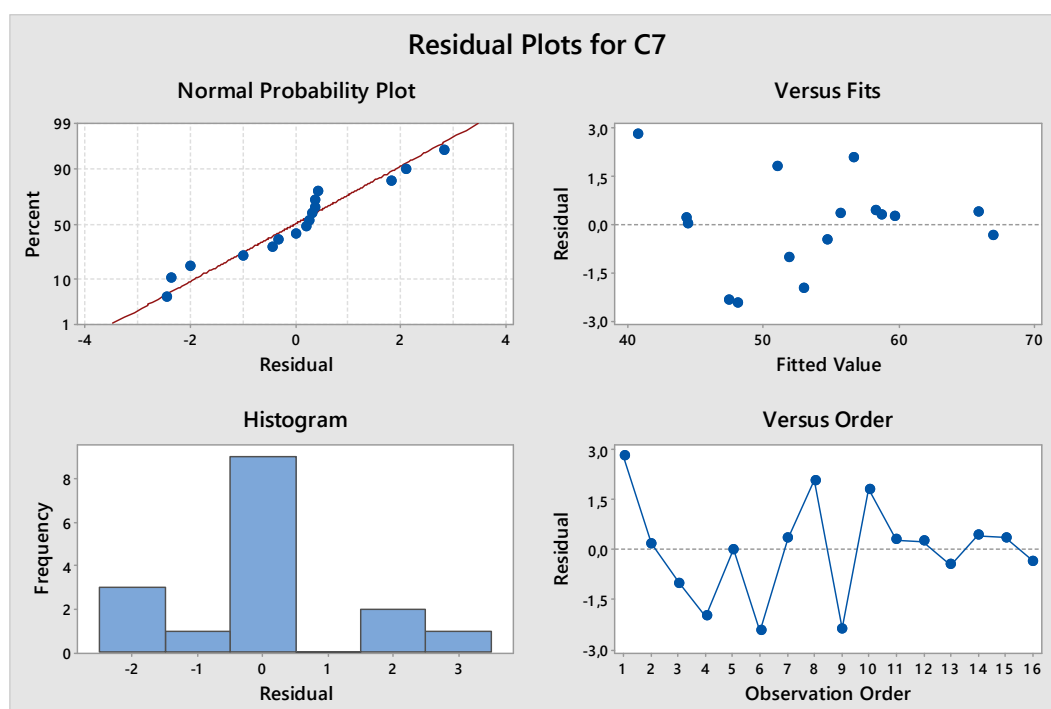 Residual Plots for C7
Normal Probability Plot
99
90
50
10
1
Percent
-4 -2 0 2 4
Residual
Versus Fits
3,0
1,5
0,0
-1,5
-3,0
Residual
40 50 60 70
Fitted Value
Histogram
8
6
4
2
0
Frequency
-2 -1 0 1 2 3
Residual
Versus Order
3,0
1,5
0,0
-1,5
-3,0
Residual
1 2 3 4 5 6 7 8 9 10 11 12 13 14 15 16
Observation Order